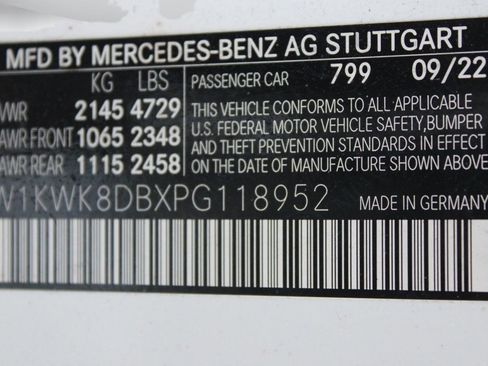 MFD BY MERCEDES-BENZ AG STUTTGART
KG LBS
VWR 2145 4729
AWR FRONT 1065 2348
AWR REAR 1115 2458
PASSENGER CAR 799 09/22
THIS VEHICLE CONFORMS TO ALL APPLICABLE
U.S. FEDERAL MOTOR VEHICLE SAFETY, BUMPER
AND THEFT PREVENTION STANDARDS IN EFFECT
ON THE DATE OF MANUFACTURE SHOWN ABOVE.
W1KWK8DBXPG118952
MADE IN GERMANY